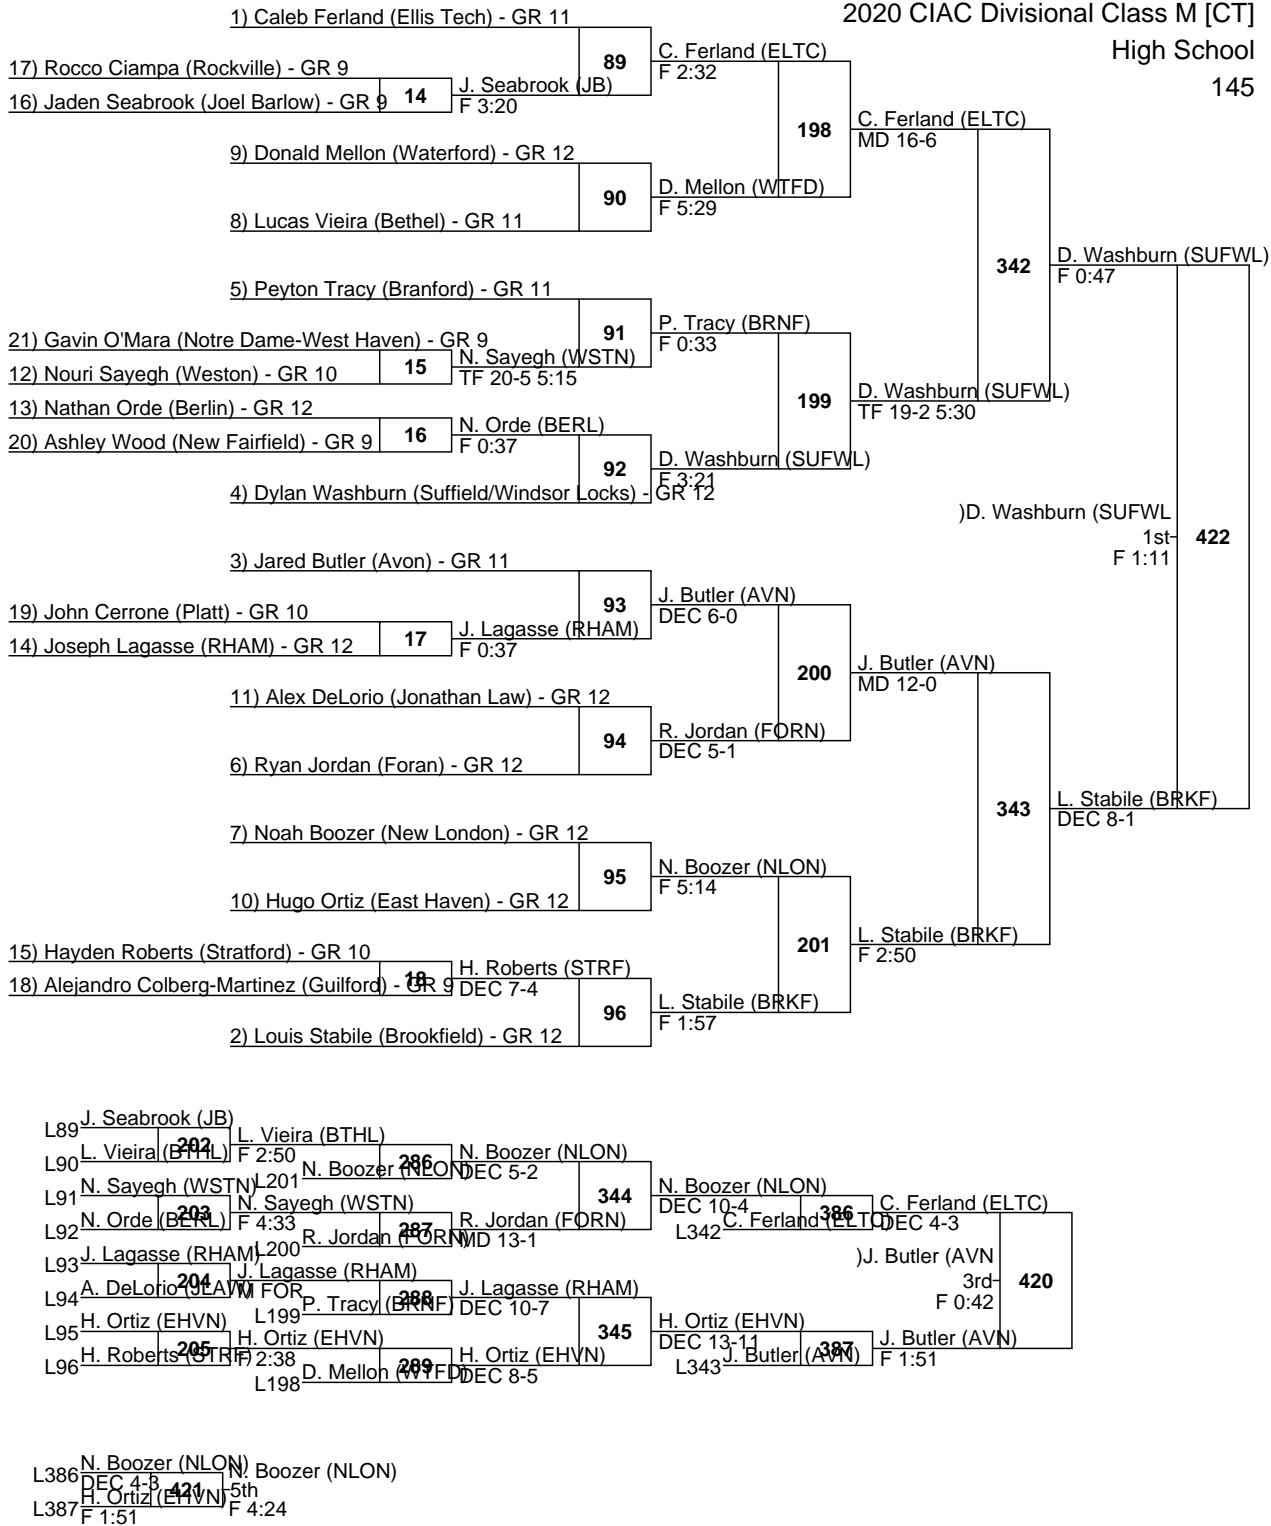 2020 CIAC Divisional Class M [CT]
High School
145
1) Caleb Ferland (Ellis Tech) - GR 11
89
C. Ferland (ELTC)
F 2:32
17) Rocco Ciampa (Rockville) - GR 9
14
J. Seabrook (JB)
F 3:20
16) Jaden Seabrook (Joel Barlow) - GR 9
198
C. Ferland (ELTC)
MD 16-6
9) Donald Mellon (Waterford) - GR 12
90
D. Mellon (WTFD)
F 5:29
8) Lucas Vieira (Bethel) - GR 11
342
D. Washburn (SUFWL)
F 0:47
5) Peyton Tracy (Branford) - GR 11
91
P. Tracy (BRNF)
F 0:33
21) Gavin O'Mara (Notre Dame-West Haven) - GR 9
15
N. Sayegh (WSTN)
TF 20-5 5:15
12) Nouri Sayegh (Weston) - GR 10
199
D. Washburn (SUFWL)
TF 19-2 5:30
13) Nathan Orde (Berlin) - GR 12
16
N. Orde (BERL)
F 0:37
20) Ashley Wood (New Fairfield) - GR 9
92
D. Washburn (SUFWL)
F 3:21
4) Dylan Washburn (Suffield/Windsor Locks) - GR 12
)D. Washburn (SUFWL
1st
F 1:11
422
3) Jared Butler (Avon) - GR 11
93
J. Butler (AVN)
DEC 6-0
19) John Cerrone (Platt) - GR 10
17
J. Lagasse (RHAM)
F 0:37
14) Joseph Lagasse (RHAM) - GR 12
200
J. Butler (AVN)
MD 12-0
11) Alex DeLorio (Jonathan Law) - GR 12
94
R. Jordan (FORN)
DEC 5-1
6) Ryan Jordan (Foran) - GR 12
343
L. Stabile (BRKF)
DEC 8-1
7) Noah Boozer (New London) - GR 12
95
N. Boozer (NLON)
F 5:14
10) Hugo Ortiz (East Haven) - GR 12
201
L. Stabile (BRKF)
F 2:50
15) Hayden Roberts (Stratford) - GR 10
18
H. Roberts (STRF)
DEC 7-4
18) Alejandro Colberg-Martinez (Guilford) - GR 9
96
L. Stabile (BRKF)
F 1:57
2) Louis Stabile (Brookfield) - GR 12
L89
J. Seabrook (JB)
202
L. Vieira (BTHL)
F 2:50
L90
L. Vieira (BTHL)
286
N. Boozer (NLON)
DEC 5-2
L201
N. Boozer (NLON)
L91
N. Sayegh (WSTN)
203
N. Sayegh (WSTN)
F 4:33
L92
N. Orde (BERL)
344
N. Boozer (NLON)
DEC 10-4
287
R. Jordan (FORN)
MD 13-1
L200
R. Jordan (FORN)
386
C. Ferland (ELTC)
DEC 4-3
L342
C. Ferland (ELTC)
L93
J. Lagasse (RHAM)
204
J. Lagasse (RHAM)
M FOR
L94
A. DeLorio (JLAW)
288
J. Lagasse (RHAM)
DEC 10-7
L199
P. Tracy (BRNF)
)J. Butler (AVN
3rd
F 0:42
420
L95
H. Ortiz (EHVN)
205
H. Ortiz (EHVN)
F 2:38
L96
H. Roberts (STRF)
345
H. Ortiz (EHVN)
DEC 13-11
289
H. Ortiz (EHVN)
DEC 8-5
L198
D. Mellon (WTFD)
387
J. Butler (AVN)
F 1:51
L343
J. Butler (AVN)
L386
N. Boozer (NLON)
DEC 4-3
421
N. Boozer (NLON)
5th
F 4:24
L387
H. Ortiz (EHVN)
F 1:51